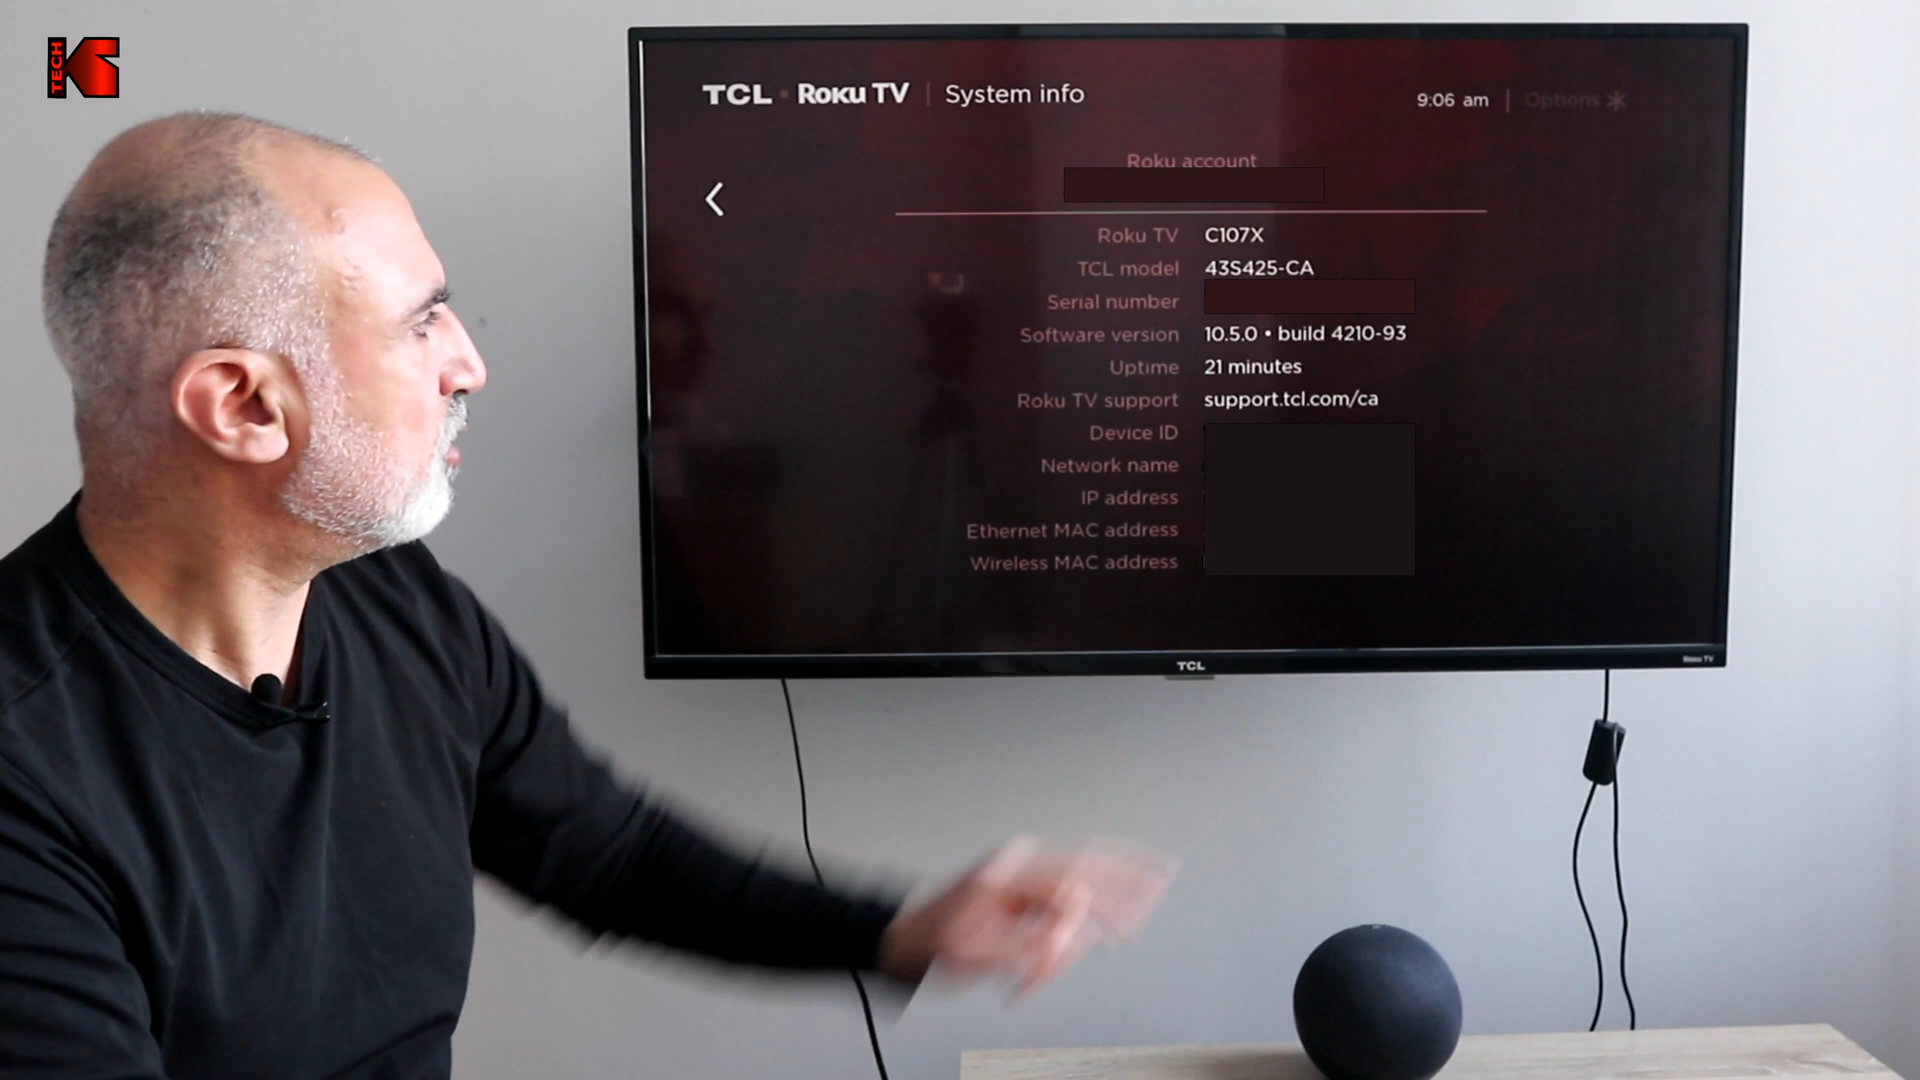 TECH K
TCL • Roku TV | System info
9:06 am | Options ✱
Roku account
Roku TV C107X
TCL model 43S425-CA
Serial number
Software version 10.5.0 • build 4210-93
Uptime 21 minutes
Roku TV support support.tcl.com/ca
Device ID
Network name
IP address
Ethernet MAC address
Wireless MAC address
TCL
Roku TV